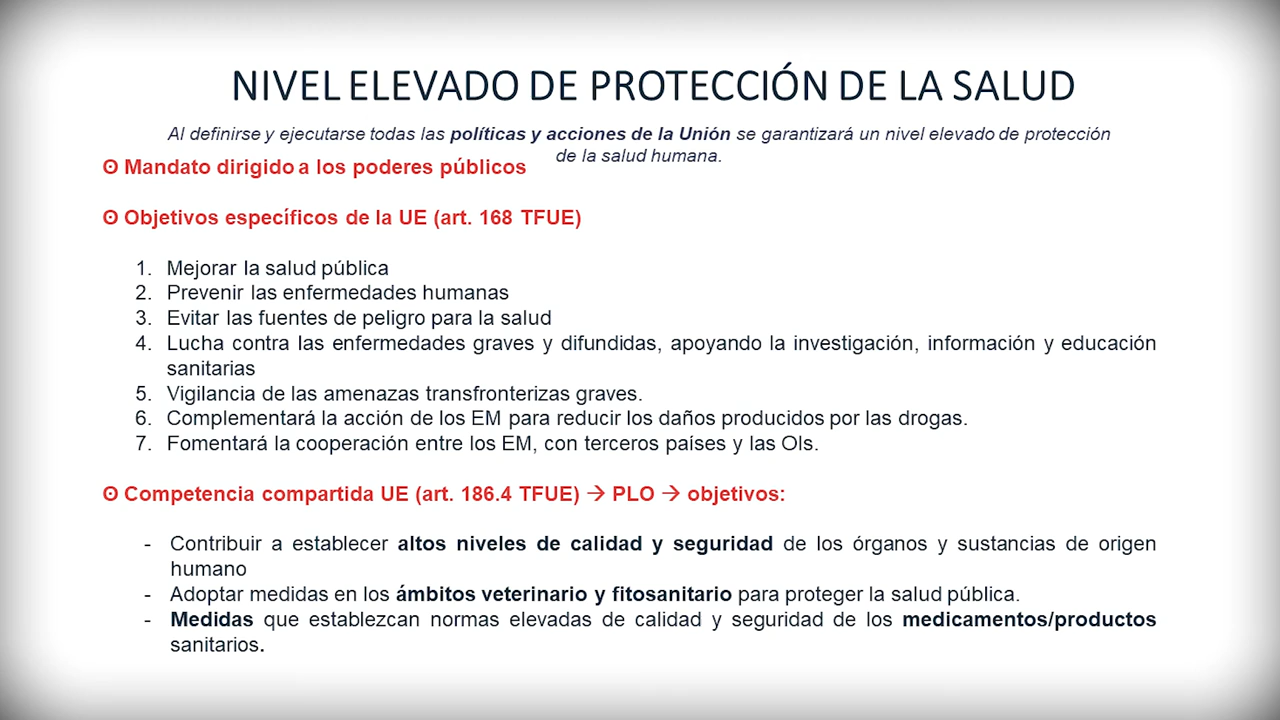 NIVEL ELEVADO DE PROTECCIÓN DE LA SALUD
Al definirse y ejecutarse todas las políticas y acciones de la Unión se garantizará un nivel elevado de protección
de la salud humana.
ʘ Mandato dirigido a los poderes públicos
ʘ Objetivos específicos de la UE (art. 168 TFUE)
1. Mejorar la salud pública
2. Prevenir las enfermedades humanas
3. Evitar las fuentes de peligro para la salud
4. Lucha contra las enfermedades graves y difundidas, apoyando la investigación, información y educación
sanitarias
5. Vigilancia de las amenazas transfronterizas graves.
6. Complementará la acción de los EM para reducir los daños producidos por las drogas.
7. Fomentará la cooperación entre los EM, con terceros países y las OIs.
ʘ Competencia compartida UE (art. 186.4 TFUE) → PLO → objetivos:
- Contribuir a establecer altos niveles de calidad y seguridad de los órganos y sustancias de origen
humano
- Adoptar medidas en los ámbitos veterinario y fitosanitario para proteger la salud pública.
- Medidas que establezcan normas elevadas de calidad y seguridad de los medicamentos/productos
sanitarios.